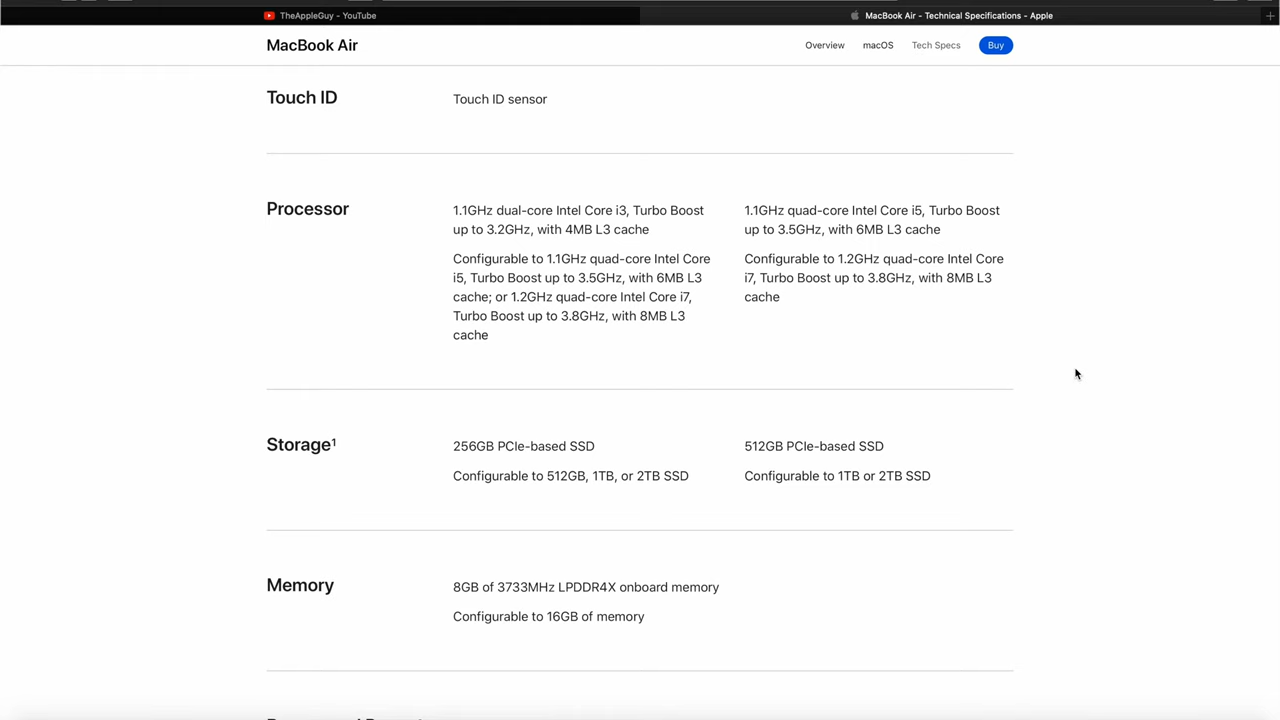 TheAppleGuy - YouTube
MacBook Air - Technical Specifications - Apple
MacBook Air
Overview
macOS
Tech Specs
Buy
Touch ID
Touch ID sensor
Processor
1.1GHz dual-core Intel Core i3, Turbo Boost
up to 3.2GHz, with 4MB L3 cache
Configurable to 1.1GHz quad-core Intel Core
i5, Turbo Boost up to 3.5GHz, with 6MB L3
cache; or 1.2GHz quad-core Intel Core i7,
Turbo Boost up to 3.8GHz, with 8MB L3
cache
1.1GHz quad-core Intel Core i5, Turbo Boost
up to 3.5GHz, with 6MB L3 cache
Configurable to 1.2GHz quad-core Intel Core
i7, Turbo Boost up to 3.8GHz, with 8MB L3
cache
Storage¹
256GB PCIe-based SSD
Configurable to 512GB, 1TB, or 2TB SSD
512GB PCIe-based SSD
Configurable to 1TB or 2TB SSD
Memory
8GB of 3733MHz LPDDR4X onboard memory
Configurable to 16GB of memory